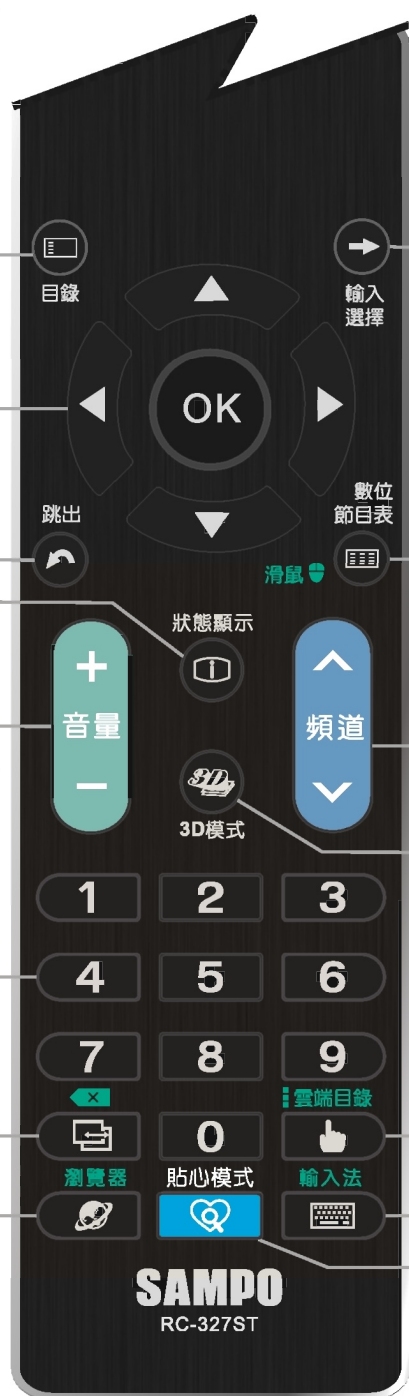 目錄
輸入
選擇
OK
跳出
數位
節目表
滑鼠
狀態顯示
+
音量
−
頻道
3D
3D模式
1 2 3
4 5 6
7 8 9
雲端目錄
0
瀏覽器 貼心模式 輸入法
SAMPO
RC-327ST